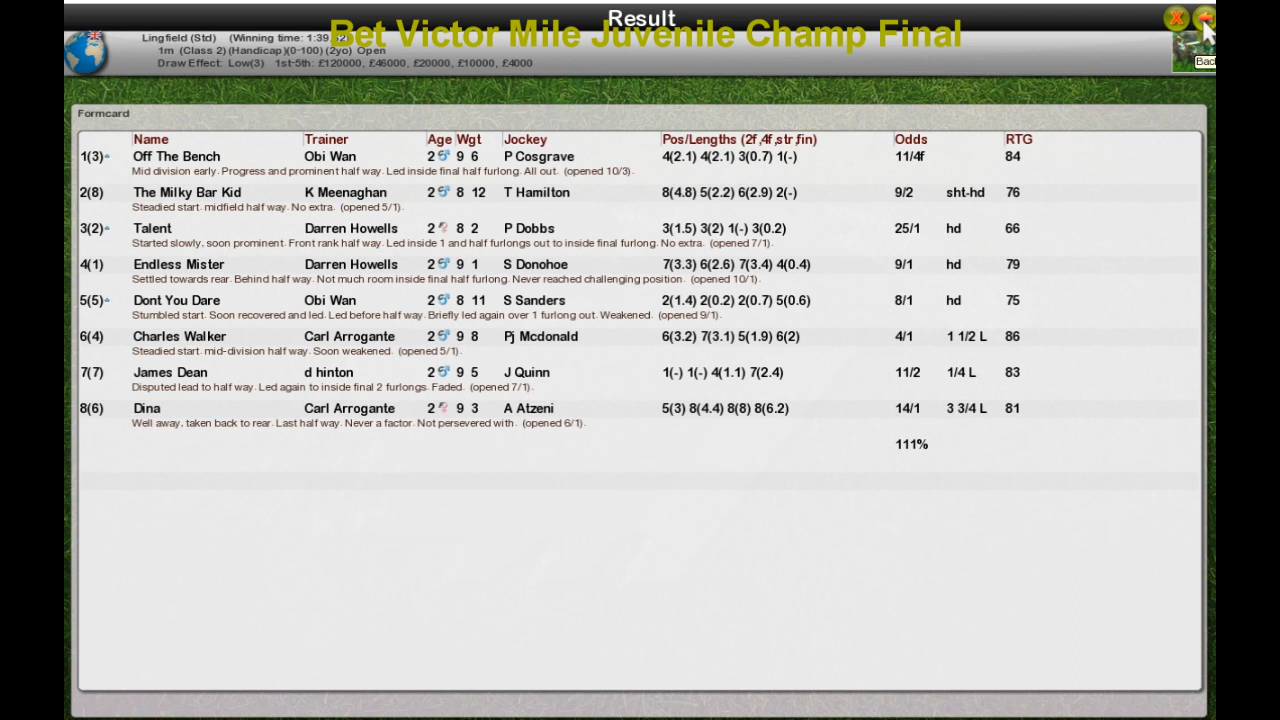 Result
Bet Victor Mile Juvenile Champ Final
Lingfield (Std) (Winning time: 1:39.
1m (Class 2)(Handicap)(0-100) (2yo) Open
Draw Effect: Low(3) 1st-5th: £120000, £46000, £20000, £10000, £4000
Formcard
Name Trainer Age Wgt Jockey Pos/Lengths (2f,4f,str,fin) Odds RTG
1(3) Off The Bench Obi Wan 2 9 6 P Cosgrave 4(2.1) 4(2.1) 3(0.7) 1(-) 11/4f 84
Mid division early. Progress and prominent half way. Led inside final half furlong. All out. (opened 10/3).
2(8) The Milky Bar Kid K Meenaghan 2 8 12 T Hamilton 8(4.8) 5(2.2) 6(2.9) 2(-) 9/2 sht-hd 76
Steadied start. midfield half way. No extra. (opened 5/1).
3(2) Talent Darren Howells 2 8 2 P Dobbs 3(1.5) 3(2) 1(-) 3(0.2) 25/1 hd 66
Started slowly, soon prominent. Front rank half way. Led inside 1 and half furlongs out to inside final furlong. No extra. (opened 7/1).
4(1) Endless Mister Darren Howells 2 9 1 S Donohoe 7(3.3) 6(2.6) 7(3.4) 4(0.4) 9/1 hd 79
Settled towards rear. Behind half way. Not much room inside final half furlong. Never reached challenging position. (opened 10/1).
5(5) Dont You Dare Obi Wan 2 8 11 S Sanders 2(1.4) 2(0.2) 2(0.7) 5(0.6) 8/1 hd 75
Stumbled start. Soon recovered and led. Led before half way. Briefly led again over 1 furlong out. Weakened. (opened 9/1).
6(4) Charles Walker Carl Arrogante 2 9 8 Pj Mcdonald 6(3.2) 7(3.1) 5(1.9) 6(2) 4/1 1 1/2 L 86
Steadied start. mid-division half way. Soon weakened. (opened 5/1).
7(7) James Dean d hinton 2 9 5 J Quinn 1(-) 1(-) 4(1.1) 7(2.4) 11/2 1/4 L 83
Disputed lead to half way. Led again to inside final 2 furlongs. Faded. (opened 7/1).
8(6) Dina Carl Arrogante 2 9 3 A Atzeni 5(3) 8(4.4) 8(8) 8(6.2) 14/1 3 3/4 L 81
Well away, taken back to rear. Last half way. Never a factor. Not persevered with. (opened 6/1).
111%